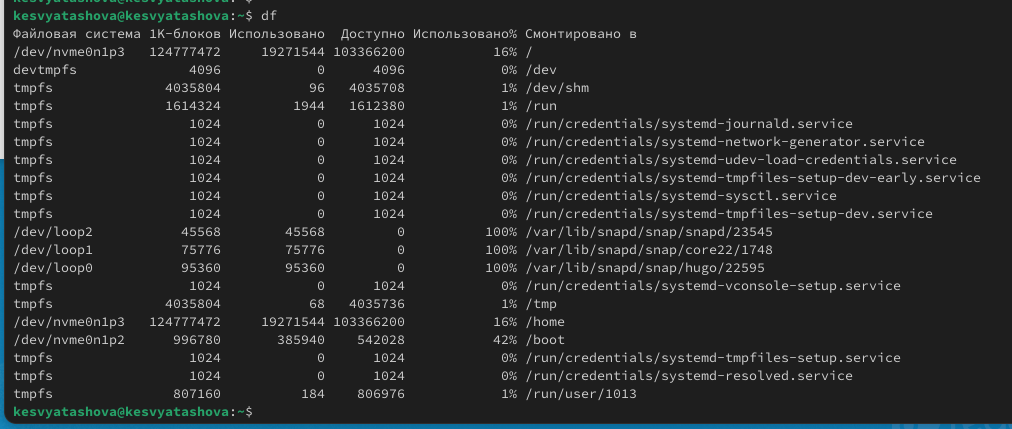 kesvyatashova@kesvyatashova:~$ df
Файловая система 1K-блоков Использовано  Доступно Использовано% Смонтировано в
/dev/nvme0n1p3   124777472     19271544 103366200           16% /
devtmpfs              4096            0      4096            0% /dev
tmpfs              4035804           96   4035708            1% /dev/shm
tmpfs              1614324         1944   1612380            1% /run
tmpfs                 1024            0      1024            0% /run/credentials/systemd-journald.service
tmpfs                 1024            0      1024            0% /run/credentials/systemd-network-generator.service
tmpfs                 1024            0      1024            0% /run/credentials/systemd-udev-load-credentials.service
tmpfs                 1024            0      1024            0% /run/credentials/systemd-tmpfiles-setup-dev-early.service
tmpfs                 1024            0      1024            0% /run/credentials/systemd-sysctl.service
tmpfs                 1024            0      1024            0% /run/credentials/systemd-tmpfiles-setup-dev.service
/dev/loop2           45568        45568         0          100% /var/lib/snapd/snap/snapd/23545
/dev/loop1           75776        75776         0          100% /var/lib/snapd/snap/core22/1748
/dev/loop0           95360        95360         0          100% /var/lib/snapd/snap/hugo/22595
tmpfs                 1024            0      1024            0% /run/credentials/systemd-vconsole-setup.service
tmpfs              4035804           68   4035736            1% /tmp
/dev/nvme0n1p3   124777472     19271544 103366200           16% /home
/dev/nvme0n1p2      996780       385940    542028           42% /boot
tmpfs                 1024            0      1024            0% /run/credentials/systemd-tmpfiles-setup.service
tmpfs                 1024            0      1024            0% /run/credentials/systemd-resolved.service
tmpfs               807160          184    806976            1% /run/user/1013
kesvyatashova@kesvyatashova:~$